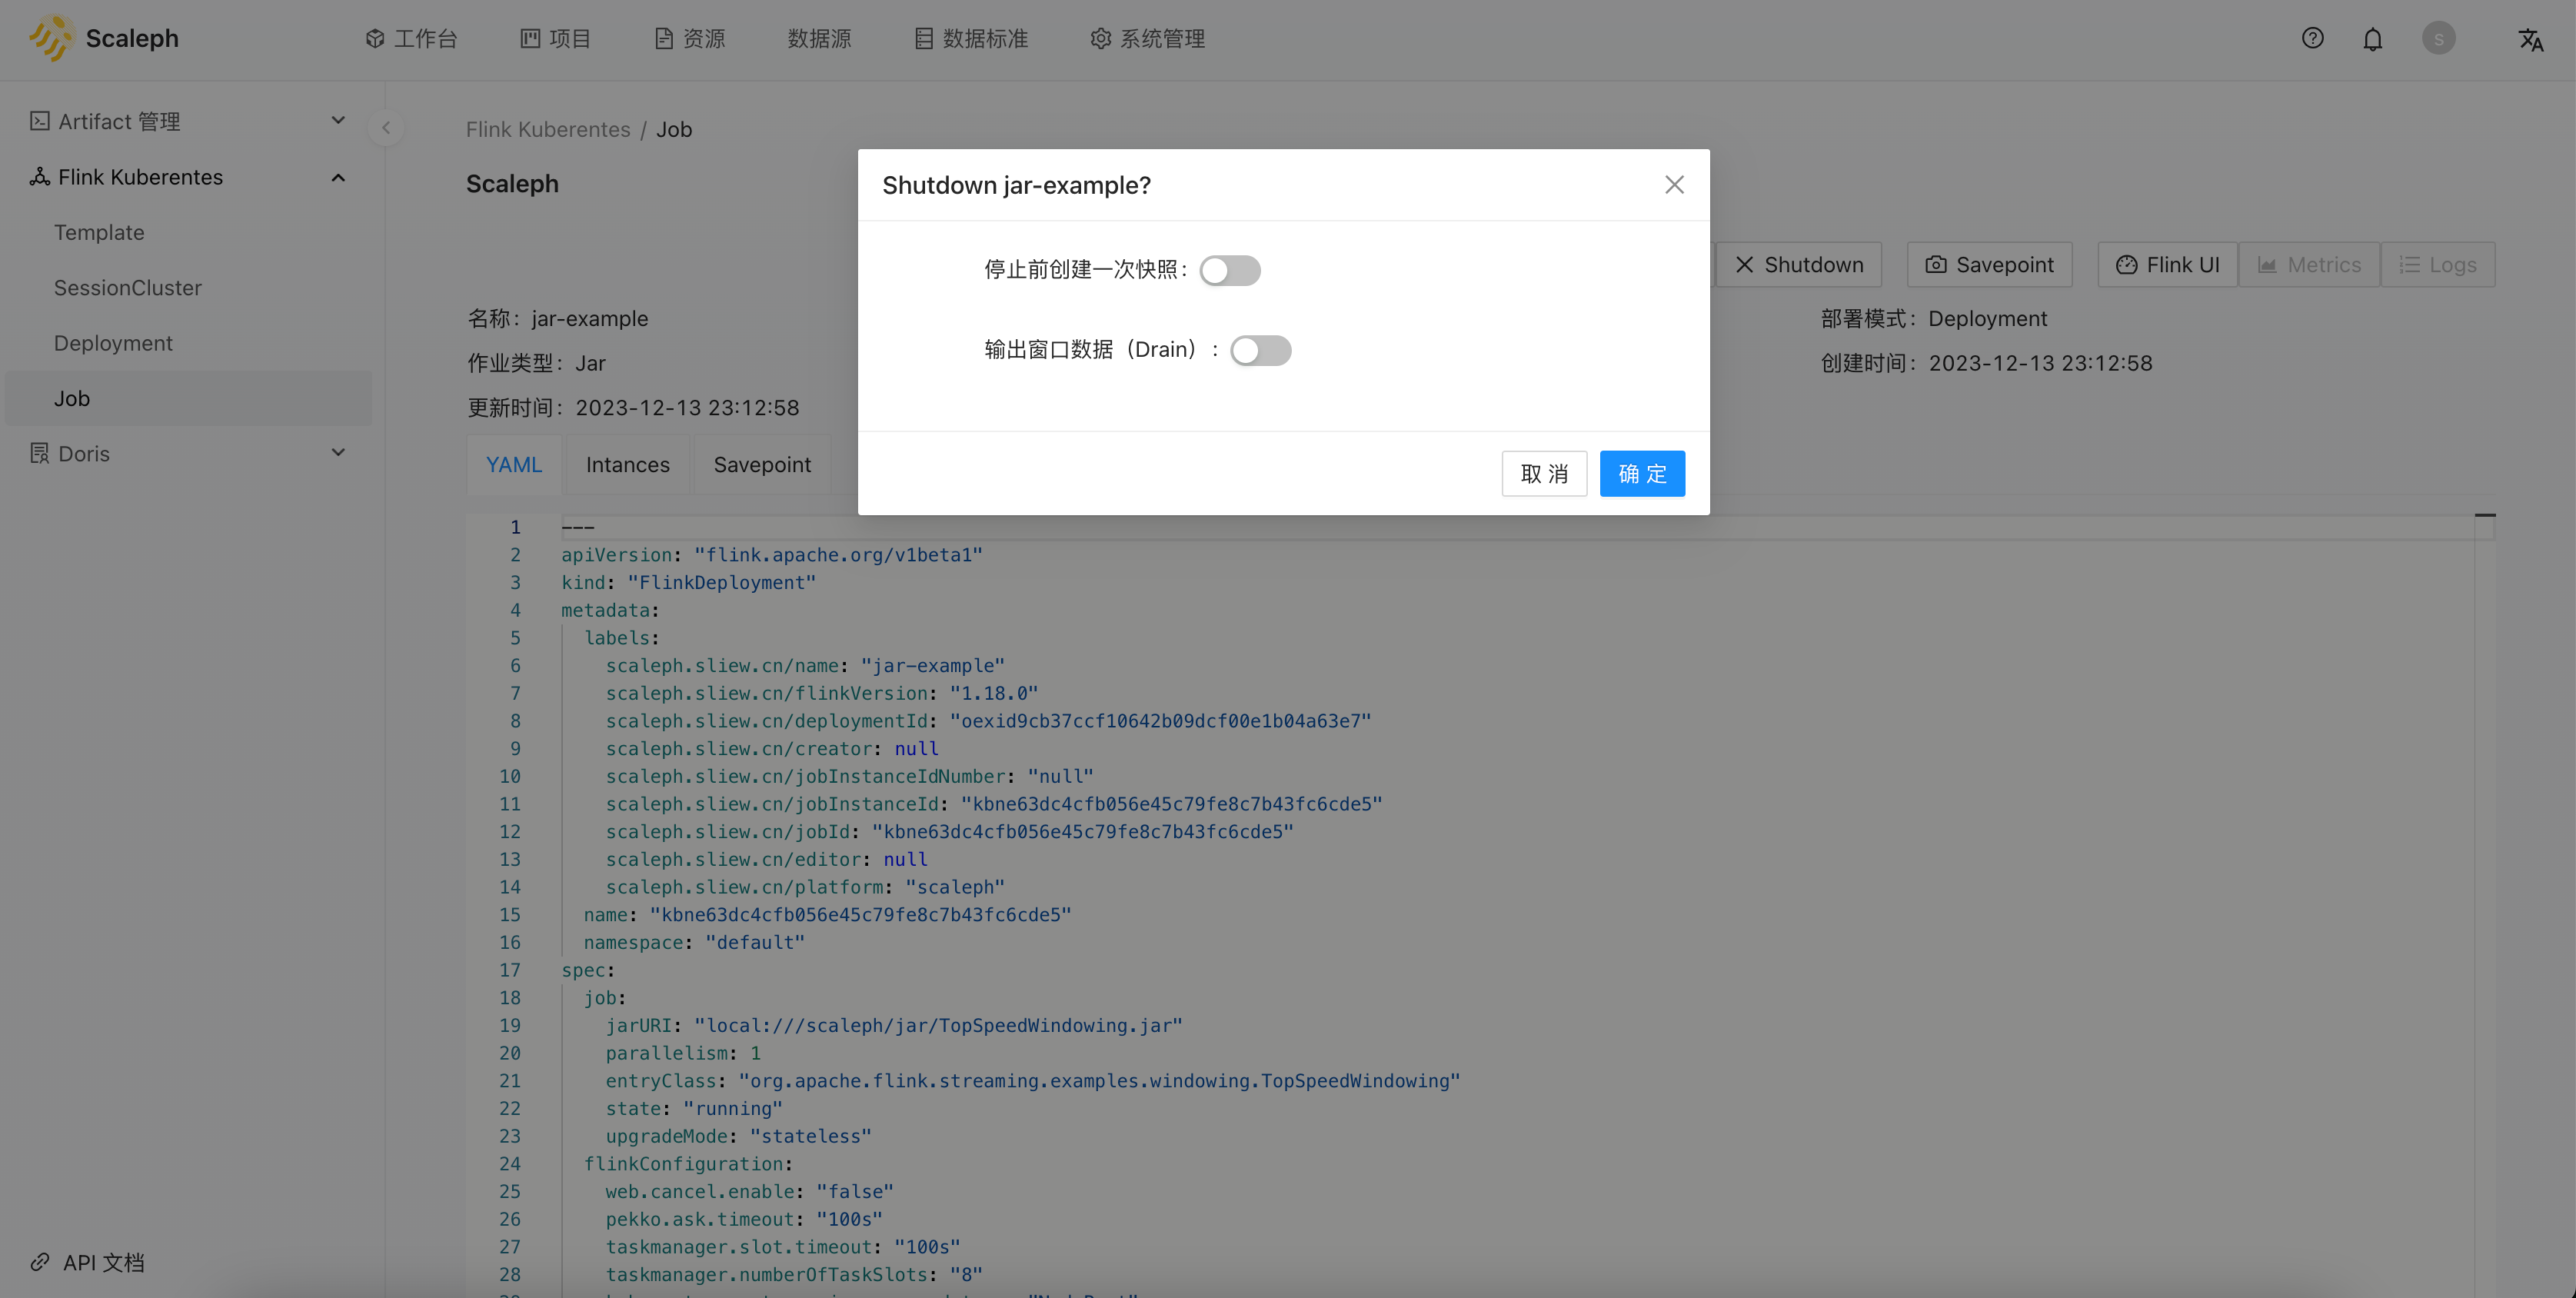 Scaleph
工作台
项目
资源
数据源
数据标准
系统管理
S
Artifact 管理
Flink Kuberentes
Template
SessionCluster
Deployment
Job
Doris
API 文档
Flink Kuberentes / Job
Scaleph
Shutdown jar-example?
停止前创建一次快照：
输出窗口数据（Drain）：
取 消
确 定
Shutdown
Savepoint
Flink UI
Metrics
Logs
名称： jar-example
部署模式： Deployment
作业类型： Jar
创建时间： 2023-12-13 23:12:58
更新时间： 2023-12-13 23:12:58
YAML
Intances
Savepoint
1 ---
2 apiVersion: "flink.apache.org/v1beta1"
3 kind: "FlinkDeployment"
4 metadata:
5 labels:
6 scaleph.sliew.cn/name: "jar-example"
7 scaleph.sliew.cn/flinkVersion: "1.18.0"
8 scaleph.sliew.cn/deploymentId: "oexid9cb37ccf10642b09dcf00e1b04a63e7"
9 scaleph.sliew.cn/creator: null
10 scaleph.sliew.cn/jobInstanceIdNumber: "null"
11 scaleph.sliew.cn/jobInstanceId: "kbne63dc4cfb056e45c79fe8c7b43fc6cde5"
12 scaleph.sliew.cn/jobId: "kbne63dc4cfb056e45c79fe8c7b43fc6cde5"
13 scaleph.sliew.cn/editor: null
14 scaleph.sliew.cn/platform: "scaleph"
15 name: "kbne63dc4cfb056e45c79fe8c7b43fc6cde5"
16 namespace: "default"
17 spec:
18 job:
19 jarURI: "local:///scaleph/jar/TopSpeedWindowing.jar"
20 parallelism: 1
21 entryClass: "org.apache.flink.streaming.examples.windowing.TopSpeedWindowing"
22 state: "running"
23 upgradeMode: "stateless"
24 flinkConfiguration:
25 web.cancel.enable: "false"
26 pekko.ask.timeout: "100s"
27 taskmanager.slot.timeout: "100s"
28 taskmanager.numberOfTaskSlots: "8"